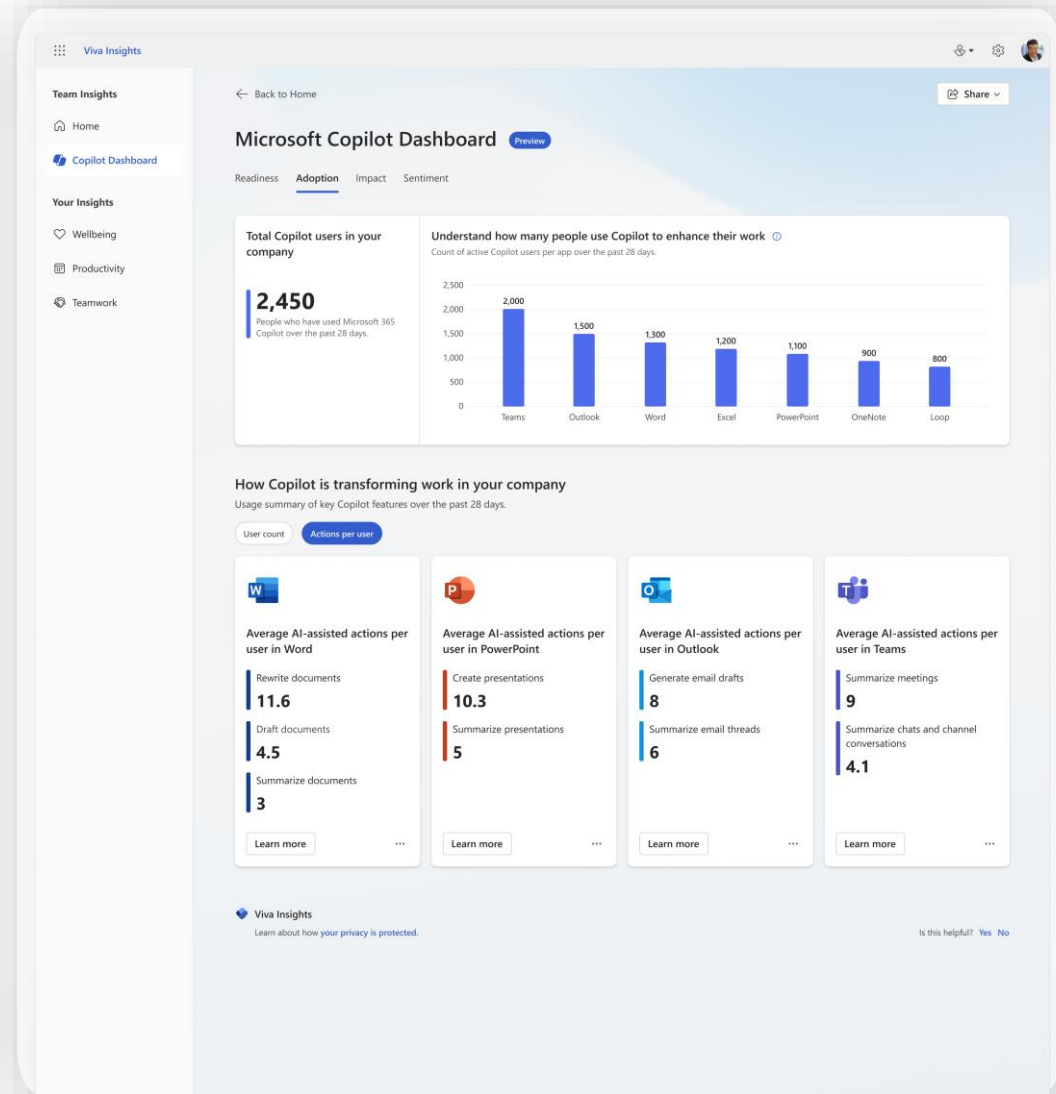 Viva Insights
Team Insights
Home
Copilot Dashboard
Your Insights
Wellbeing
Productivity
Teamwork
Back to Home
Share
Microsoft Copilot Dashboard Preview
Readiness Adoption Impact Sentiment
Total Copilot users in your
company
2,450
People who have used Microsoft 365
Copilot over the past 28 days.
Understand how many people use Copilot to enhance their work
Count of active Copilot users per app over the past 28 days.
2,500
2,000
1,500
1,000
500
0
2,000
1,500
1,300
1,200
1,100
900
800
Teams Outlook Word Excel PowerPoint OneNote Loop
How Copilot is transforming work in your company
Usage summary of key Copilot features over the past 28 days.
User count Actions per user
W
Average AI-assisted actions per
user in Word
Rewrite documents
11.6
Draft documents
4.5
Summarize documents
3
Learn more
P
Average AI-assisted actions per
user in PowerPoint
Create presentations
10.3
Summarize presentations
5
Learn more
O
Average AI-assisted actions per
user in Outlook
Generate email drafts
8
Summarize email threads
6
Learn more
T
Average AI-assisted actions per
user in Teams
Summarize meetings
9
Summarize chats and channel
conversations
4.1
Learn more
Viva Insights
Learn about how your privacy is protected.
Is this helpful? Yes No